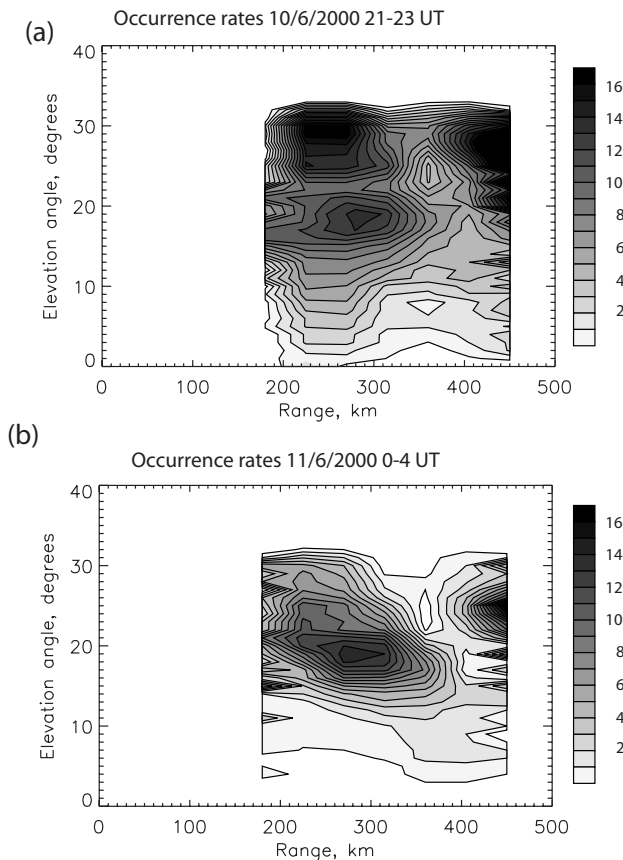 (a)
Occurrence rates 10/6/2000 21-23 UT
40
30
20
10
0
Elevation angle, degrees
0 100 200 300 400 500
Range, km
16
14
12
10
8
6
4
2
(b)
Occurrence rates 11/6/2000 0-4 UT
40
30
20
10
0
Elevation angle, degrees
0 100 200 300 400 500
Range, km
16
14
12
10
8
6
4
2